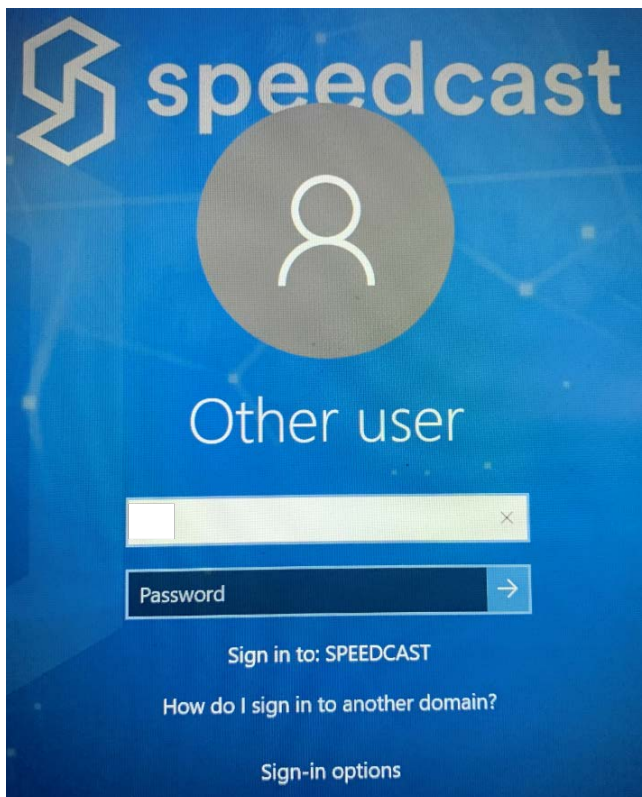 speedcast
Other user
Password
Sign in to: SPEEDCAST
How do I sign in to another domain?
Sign-in options